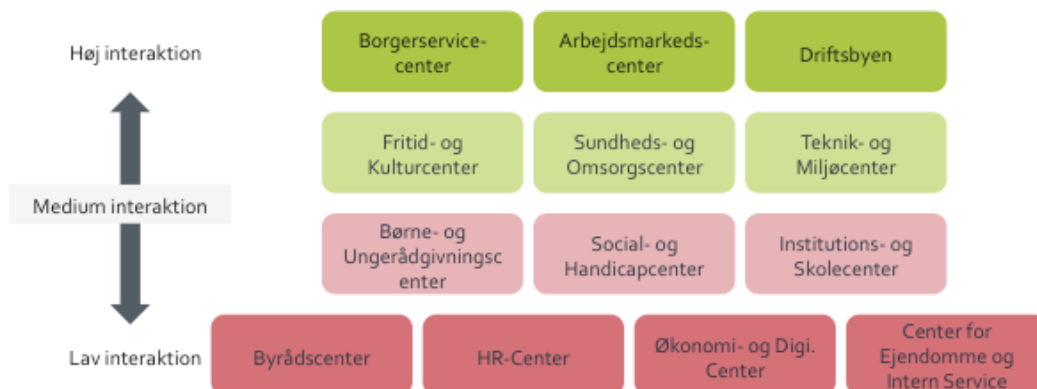 Høj interaktion
Borgerservice-
center
Arbejdsmarkeds-
center
Driftsbyen
Fritid- og
Kulturcenter
Sundheds- og
Omsorgscenter
Teknik- og
Miljøcenter
Medium interaktion
Børne- og
Ungerådgivningsc
enter
Social- og
Handicapcenter
Institutions- og
Skolecenter
Lav interaktion
Byrådscenter
HR-Center
Økonomi- og Digi.
Center
Center for
Ejendomme og
Intern Service